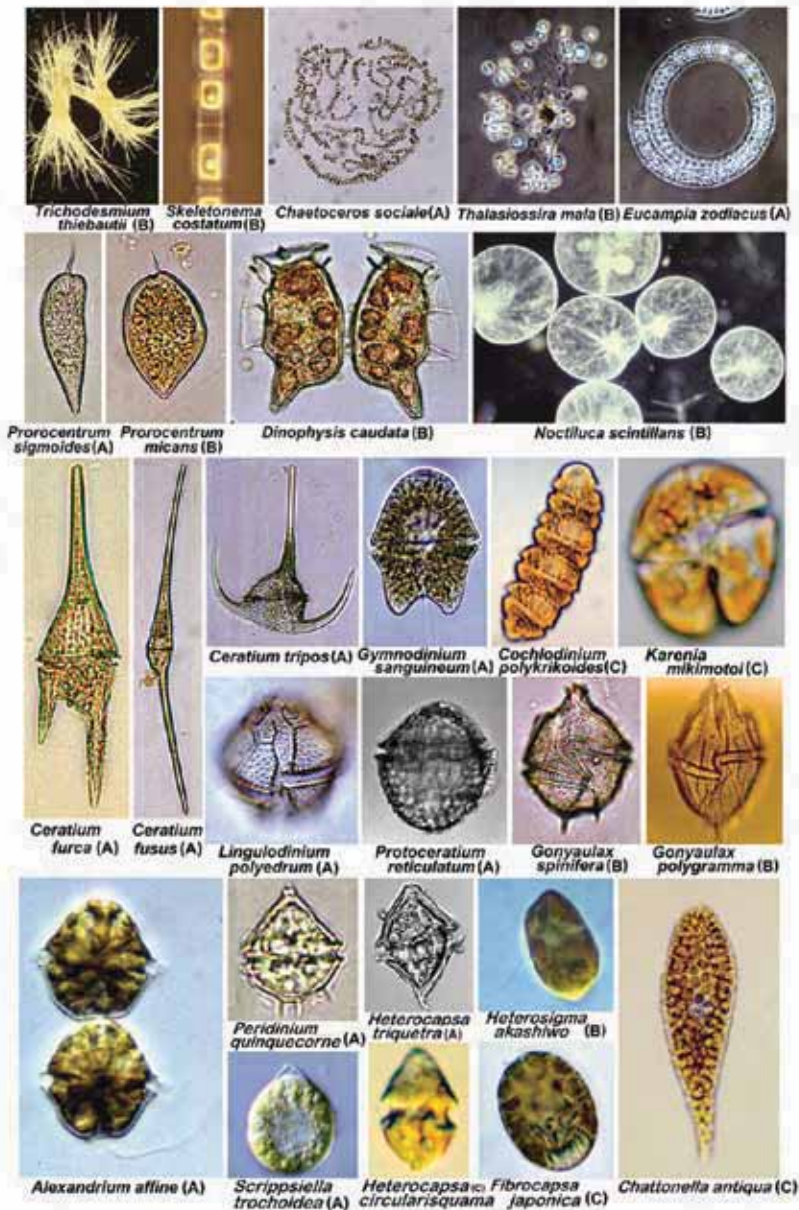 Trichodesmium
thiebautii (B)
Skeletonema
costatum (B)
Chaetoceros sociale (A)
Thalasiossira mala (B)
Eucampia zodiacus (A)
Prorocentrum
sigmoides (A)
Prorocentrum
micans (B)
Dinophysis caudata (B)
Noctiluca scintillans (B)
Ceratium
furca (A)
Ceratium
fusus (A)
Ceratium tripos (A)
Gymnodinium
sanguineum (A)
Cochlodinium
polykrikoides (C)
Karenia
mikimotoi (C)
Lingulodinium
polyedrum (A)
Protoceratium
reticulatum (A)
Gonyaulax
spinifera (B)
Gonyaulax
polygramma (B)
Alexandrium affine (A)
Peridinium
quinquecorne (A)
Heterocapsa
triquetra (A)
Heterosigma
akashiwo (B)
Scrippsiella
trochoidea (A)
Heterocapsa (C)
circularisquama
Fibrocapsa
japonica (C)
Chattonella antiqua (C)